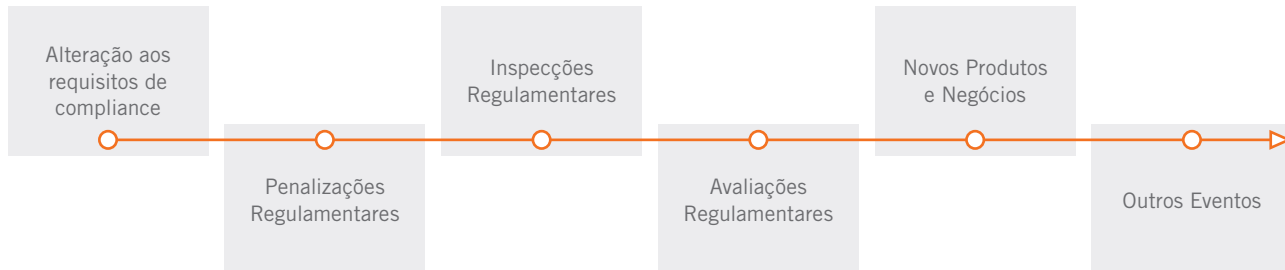 Alteração aos
requisitos de
compliance
Penalizações
Regulamentares
Inspecções
Regulamentares
Avaliações
Regulamentares
Novos Produtos
e Negócios
Outros Eventos